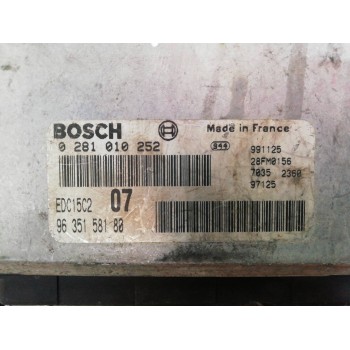 BOSCH Made in France
0 281 010 252 S44 991125
28FM0156
7035 2360
97125
EDC15C2 07
96 351 581 80